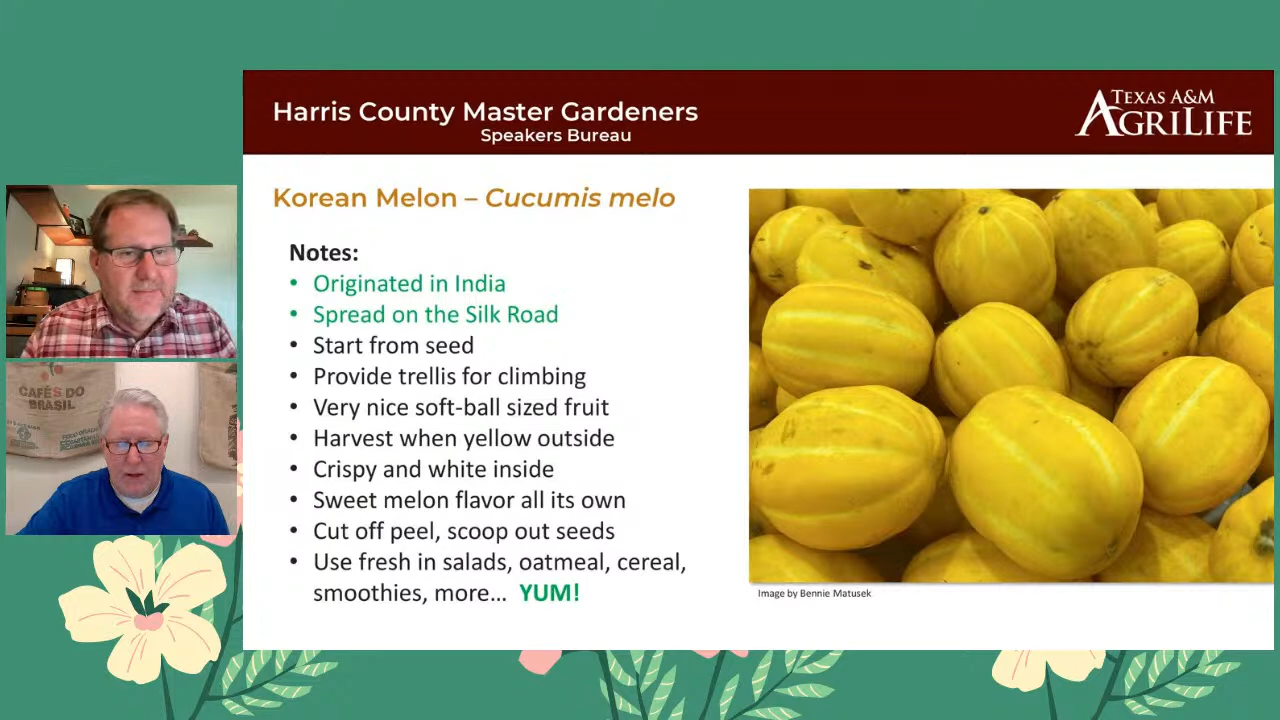 Harris County Master Gardeners
Speakers Bureau
TEXAS A&M
AGRILIFE
Korean Melon – Cucumis melo
Notes:
• Originated in India
• Spread on the Silk Road
• Start from seed
• Provide trellis for climbing
• Very nice soft-ball sized fruit
• Harvest when yellow outside
• Crispy and white inside
• Sweet melon flavor all its own
• Cut off peel, scoop out seeds
• Use fresh in salads, oatmeal, cereal,
smoothies, more… YUM!
Image by Bennie Matusek
CAFÉS DO
BRASIL